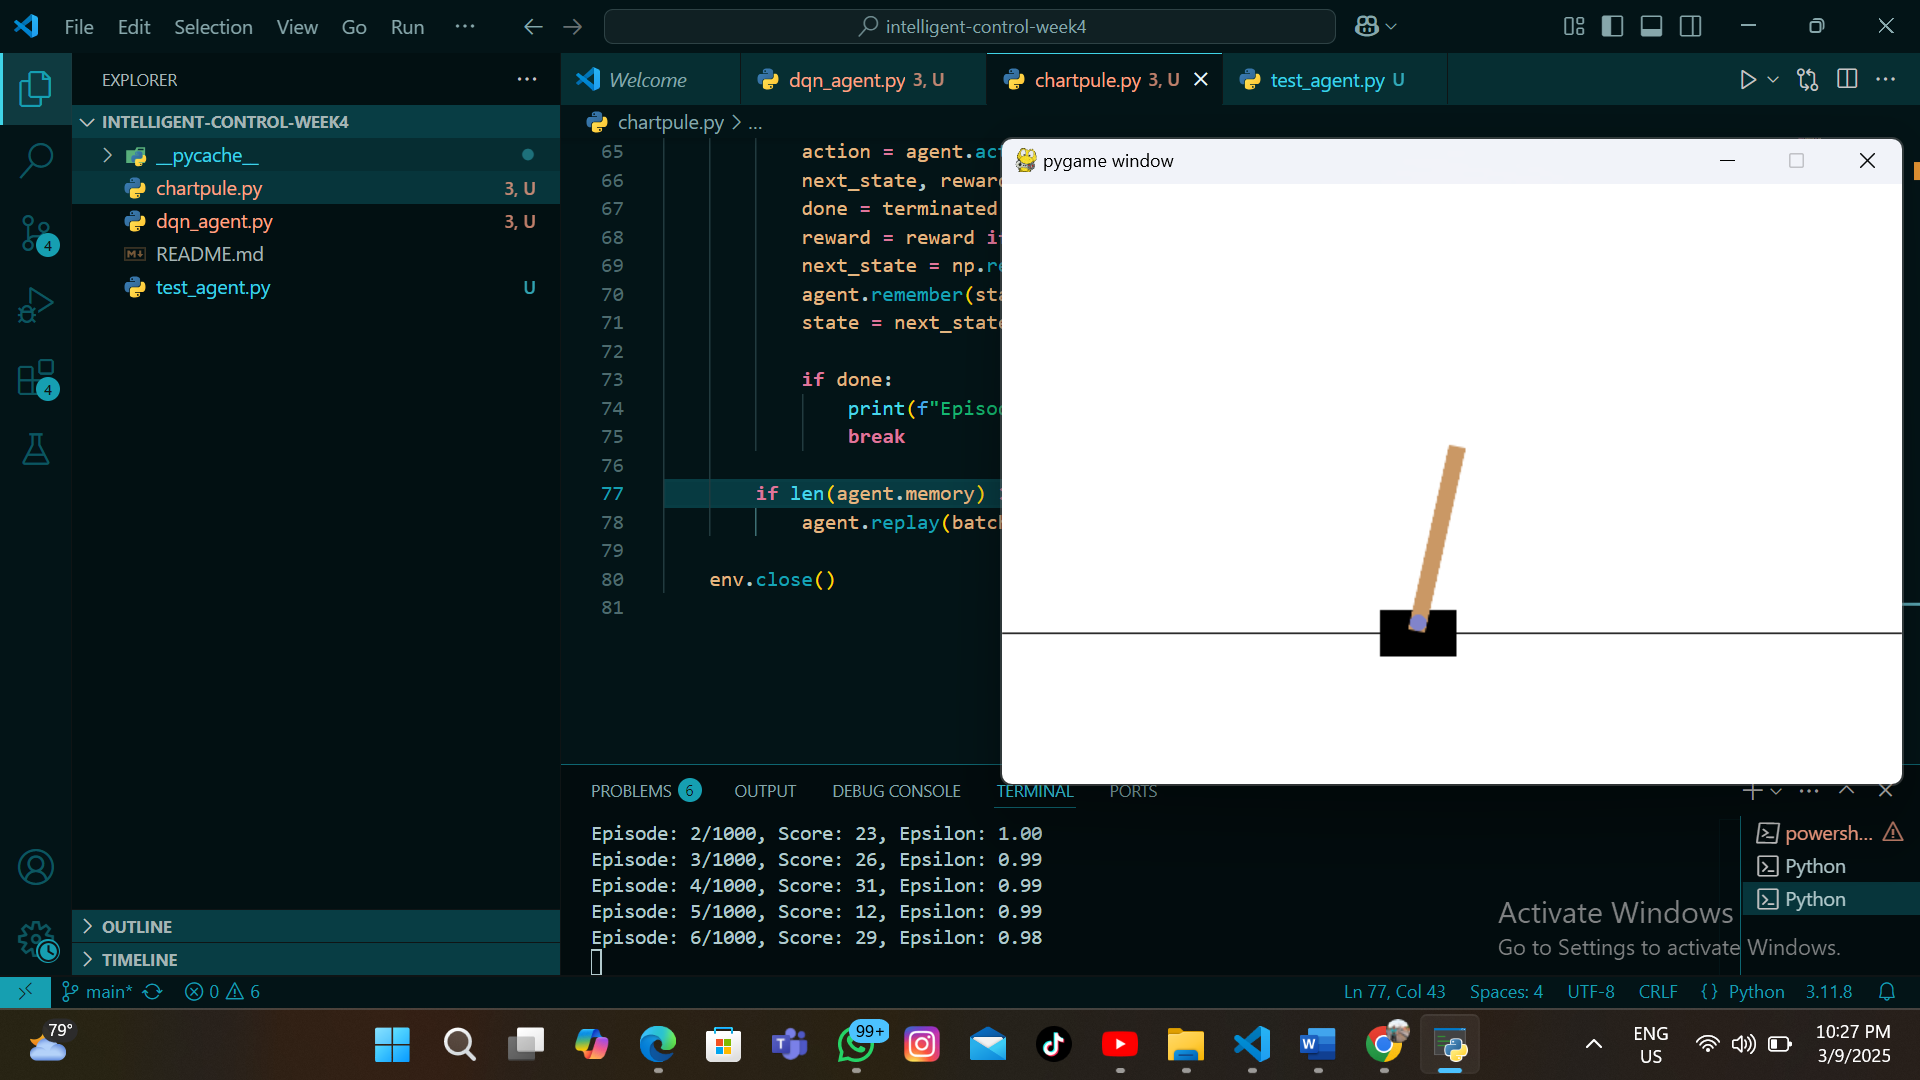 File Edit Selection View Go Run ···
intelligent-control-week4
EXPLORER
INTELLIGENT-CONTROL-WEEK4
__pycache__
chartpule.py 3, U
dqn_agent.py 3, U
README.md
test_agent.py U
OUTLINE
TIMELINE
4
4
Welcome
dqn_agent.py 3, U
chartpule.py 3, U
test_agent.py U
chartpule.py > ...
65 action = agent.ac
66 next_state, rewar
67 done = terminated
68 reward = reward i
69 next_state = np.r
70 agent.remember(st
71 state = next_stat
72
73 if done:
74 print(f"Episo
75 break
76
77 if len(agent.memory)
78 agent.replay(batc
79
80 env.close()
81
pygame window
PROBLEMS 6 OUTPUT DEBUG CONSOLE TERMINAL PORTS
Episode: 2/1000, Score: 23, Epsilon: 1.00
Episode: 3/1000, Score: 26, Epsilon: 0.99
Episode: 4/1000, Score: 31, Epsilon: 0.99
Episode: 5/1000, Score: 12, Epsilon: 0.99
Episode: 6/1000, Score: 29, Epsilon: 0.98
powersh...
Python
Python
Activate Windows
Go to Settings to activate Windows.
main* 0 6
Ln 77, Col 43 Spaces: 4 UTF-8 CRLF {} Python 3.11.8
79°
99+
ENG
US
10:27 PM
3/9/2025